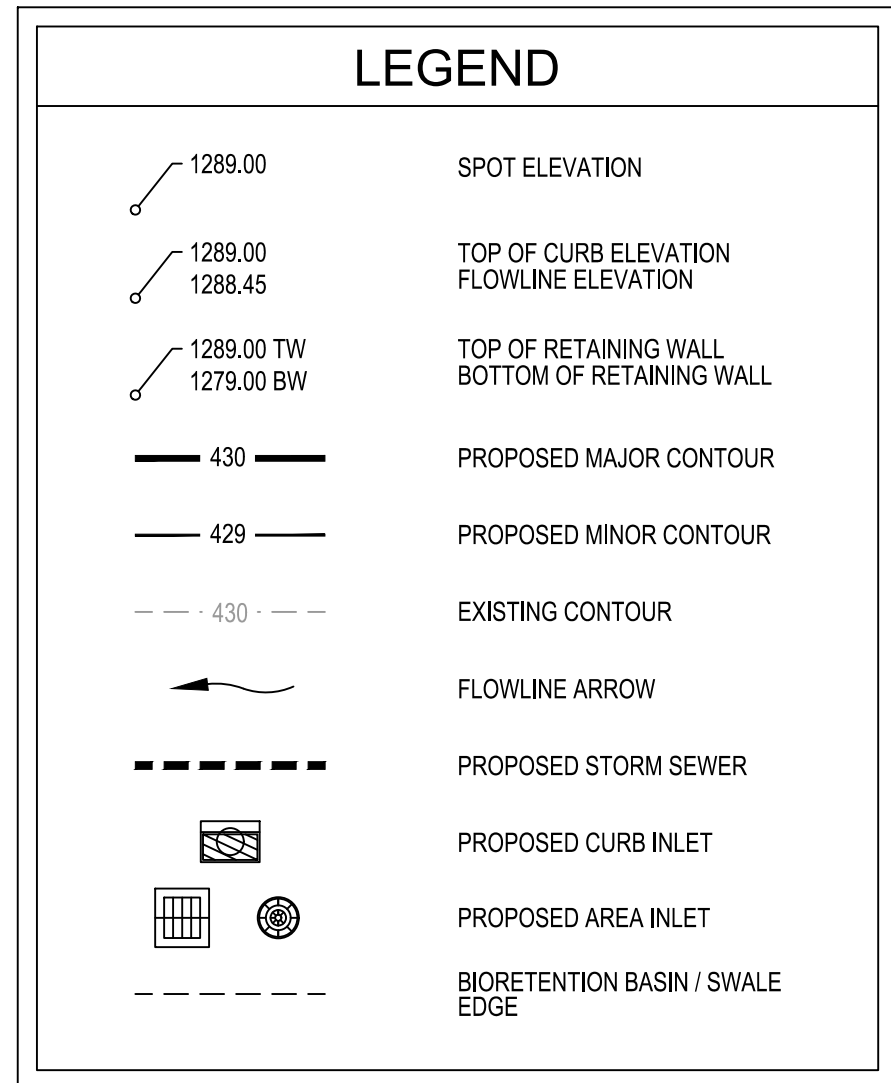 LEGEND
1289.00 SPOT ELEVATION
1289.00 TOP OF CURB ELEVATION
1288.45 FLOWLINE ELEVATION
1289.00 TW TOP OF RETAINING WALL
1279.00 BW BOTTOM OF RETAINING WALL
430 PROPOSED MAJOR CONTOUR
429 PROPOSED MINOR CONTOUR
430 EXISTING CONTOUR
FLOWLINE ARROW
PROPOSED STORM SEWER
PROPOSED CURB INLET
PROPOSED AREA INLET
BIORETENTION BASIN / SWALE
EDGE